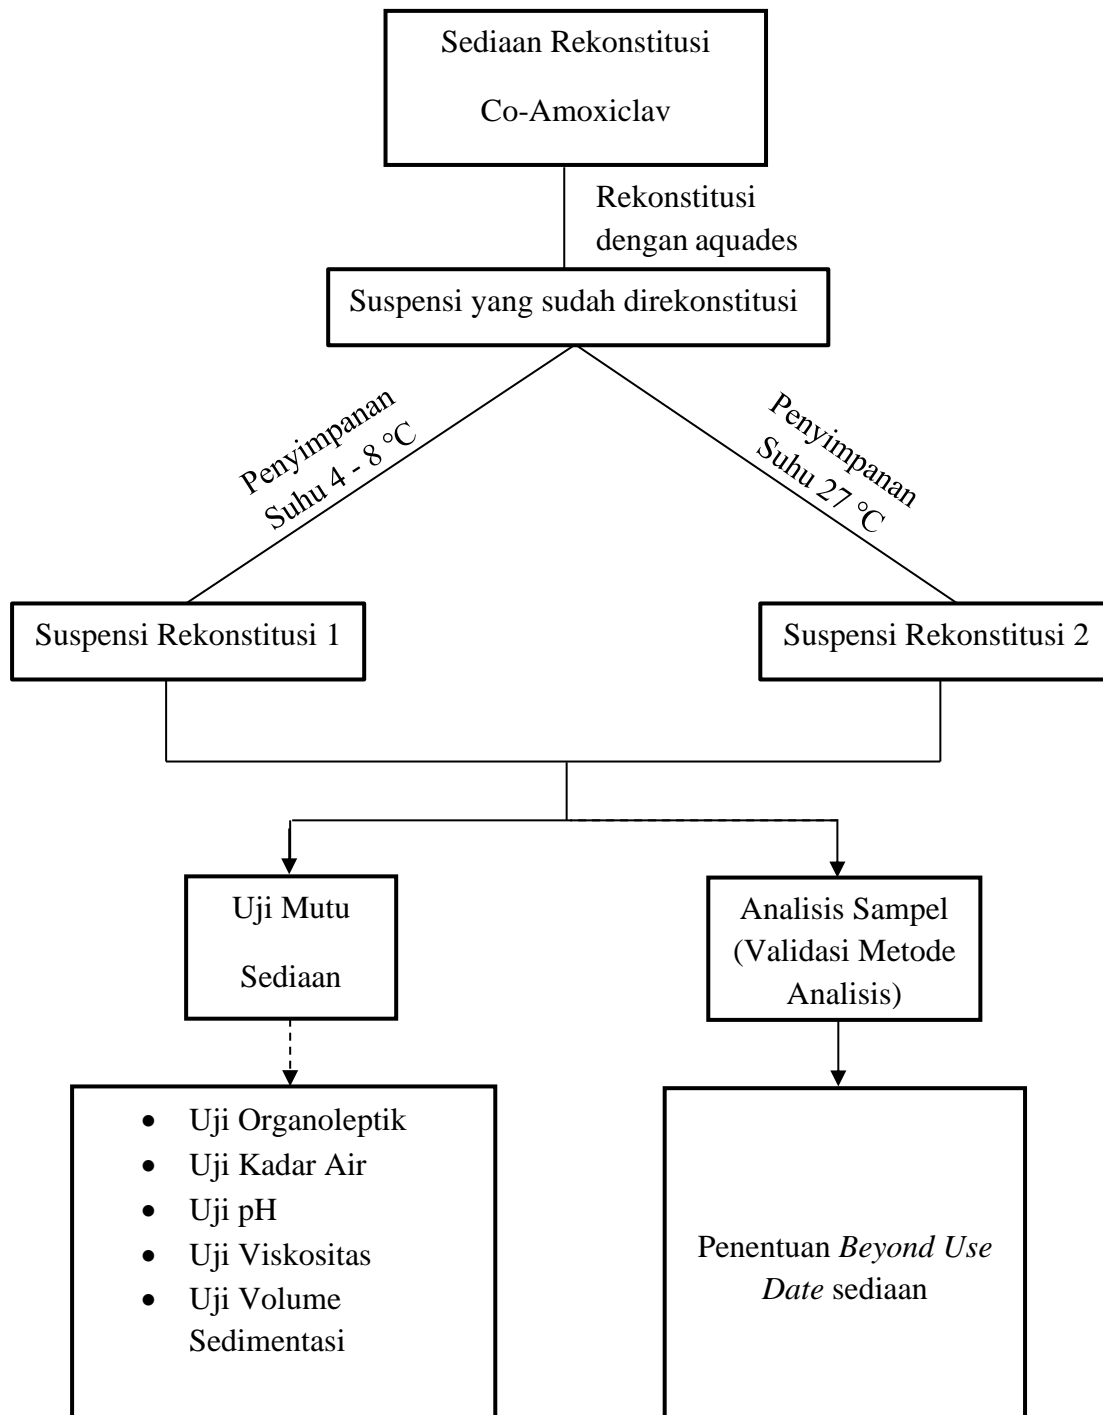 Sediaan Rekonstitusi
Co-Amoxiclav
Rekonstitusi
dengan aquades
Suspensi yang sudah direkonstitusi
Penyimpanan
Suhu 4 - 8 °C
Penyimpanan
Suhu 27 °C
Suspensi Rekonstitusi 1
Suspensi Rekonstitusi 2
Uji Mutu
Sediaan
Analisis Sampel
(Validasi Metode
Analisis)
• Uji Organoleptik
• Uji Kadar Air
• Uji pH
• Uji Viskositas
• Uji Volume
Sedimentasi
Penentuan Beyond Use
Date sediaan